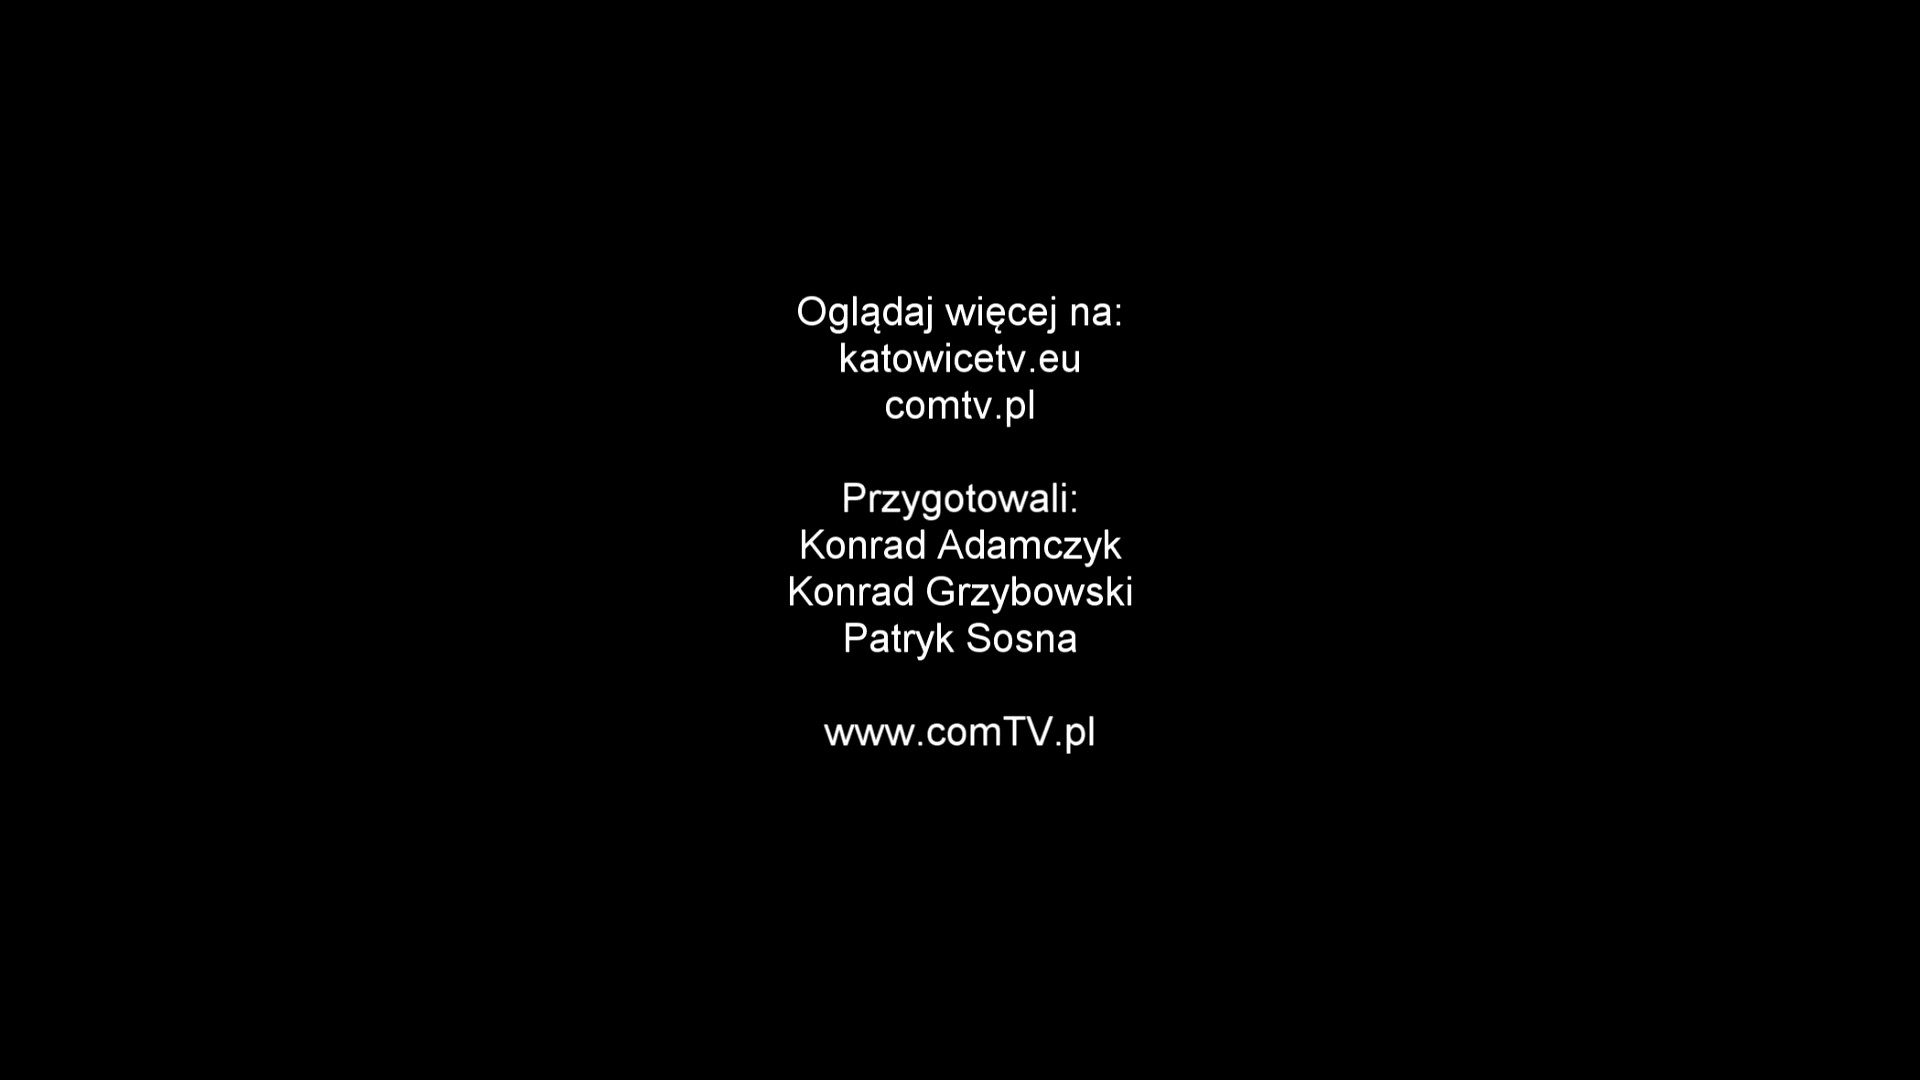 Oglądaj więcej na:
katowicetv.eu
comtv.pl
Przygotowali:
Konrad Adamczyk
Konrad Grzybowski
Patryk Sosna
www.comTV.pl